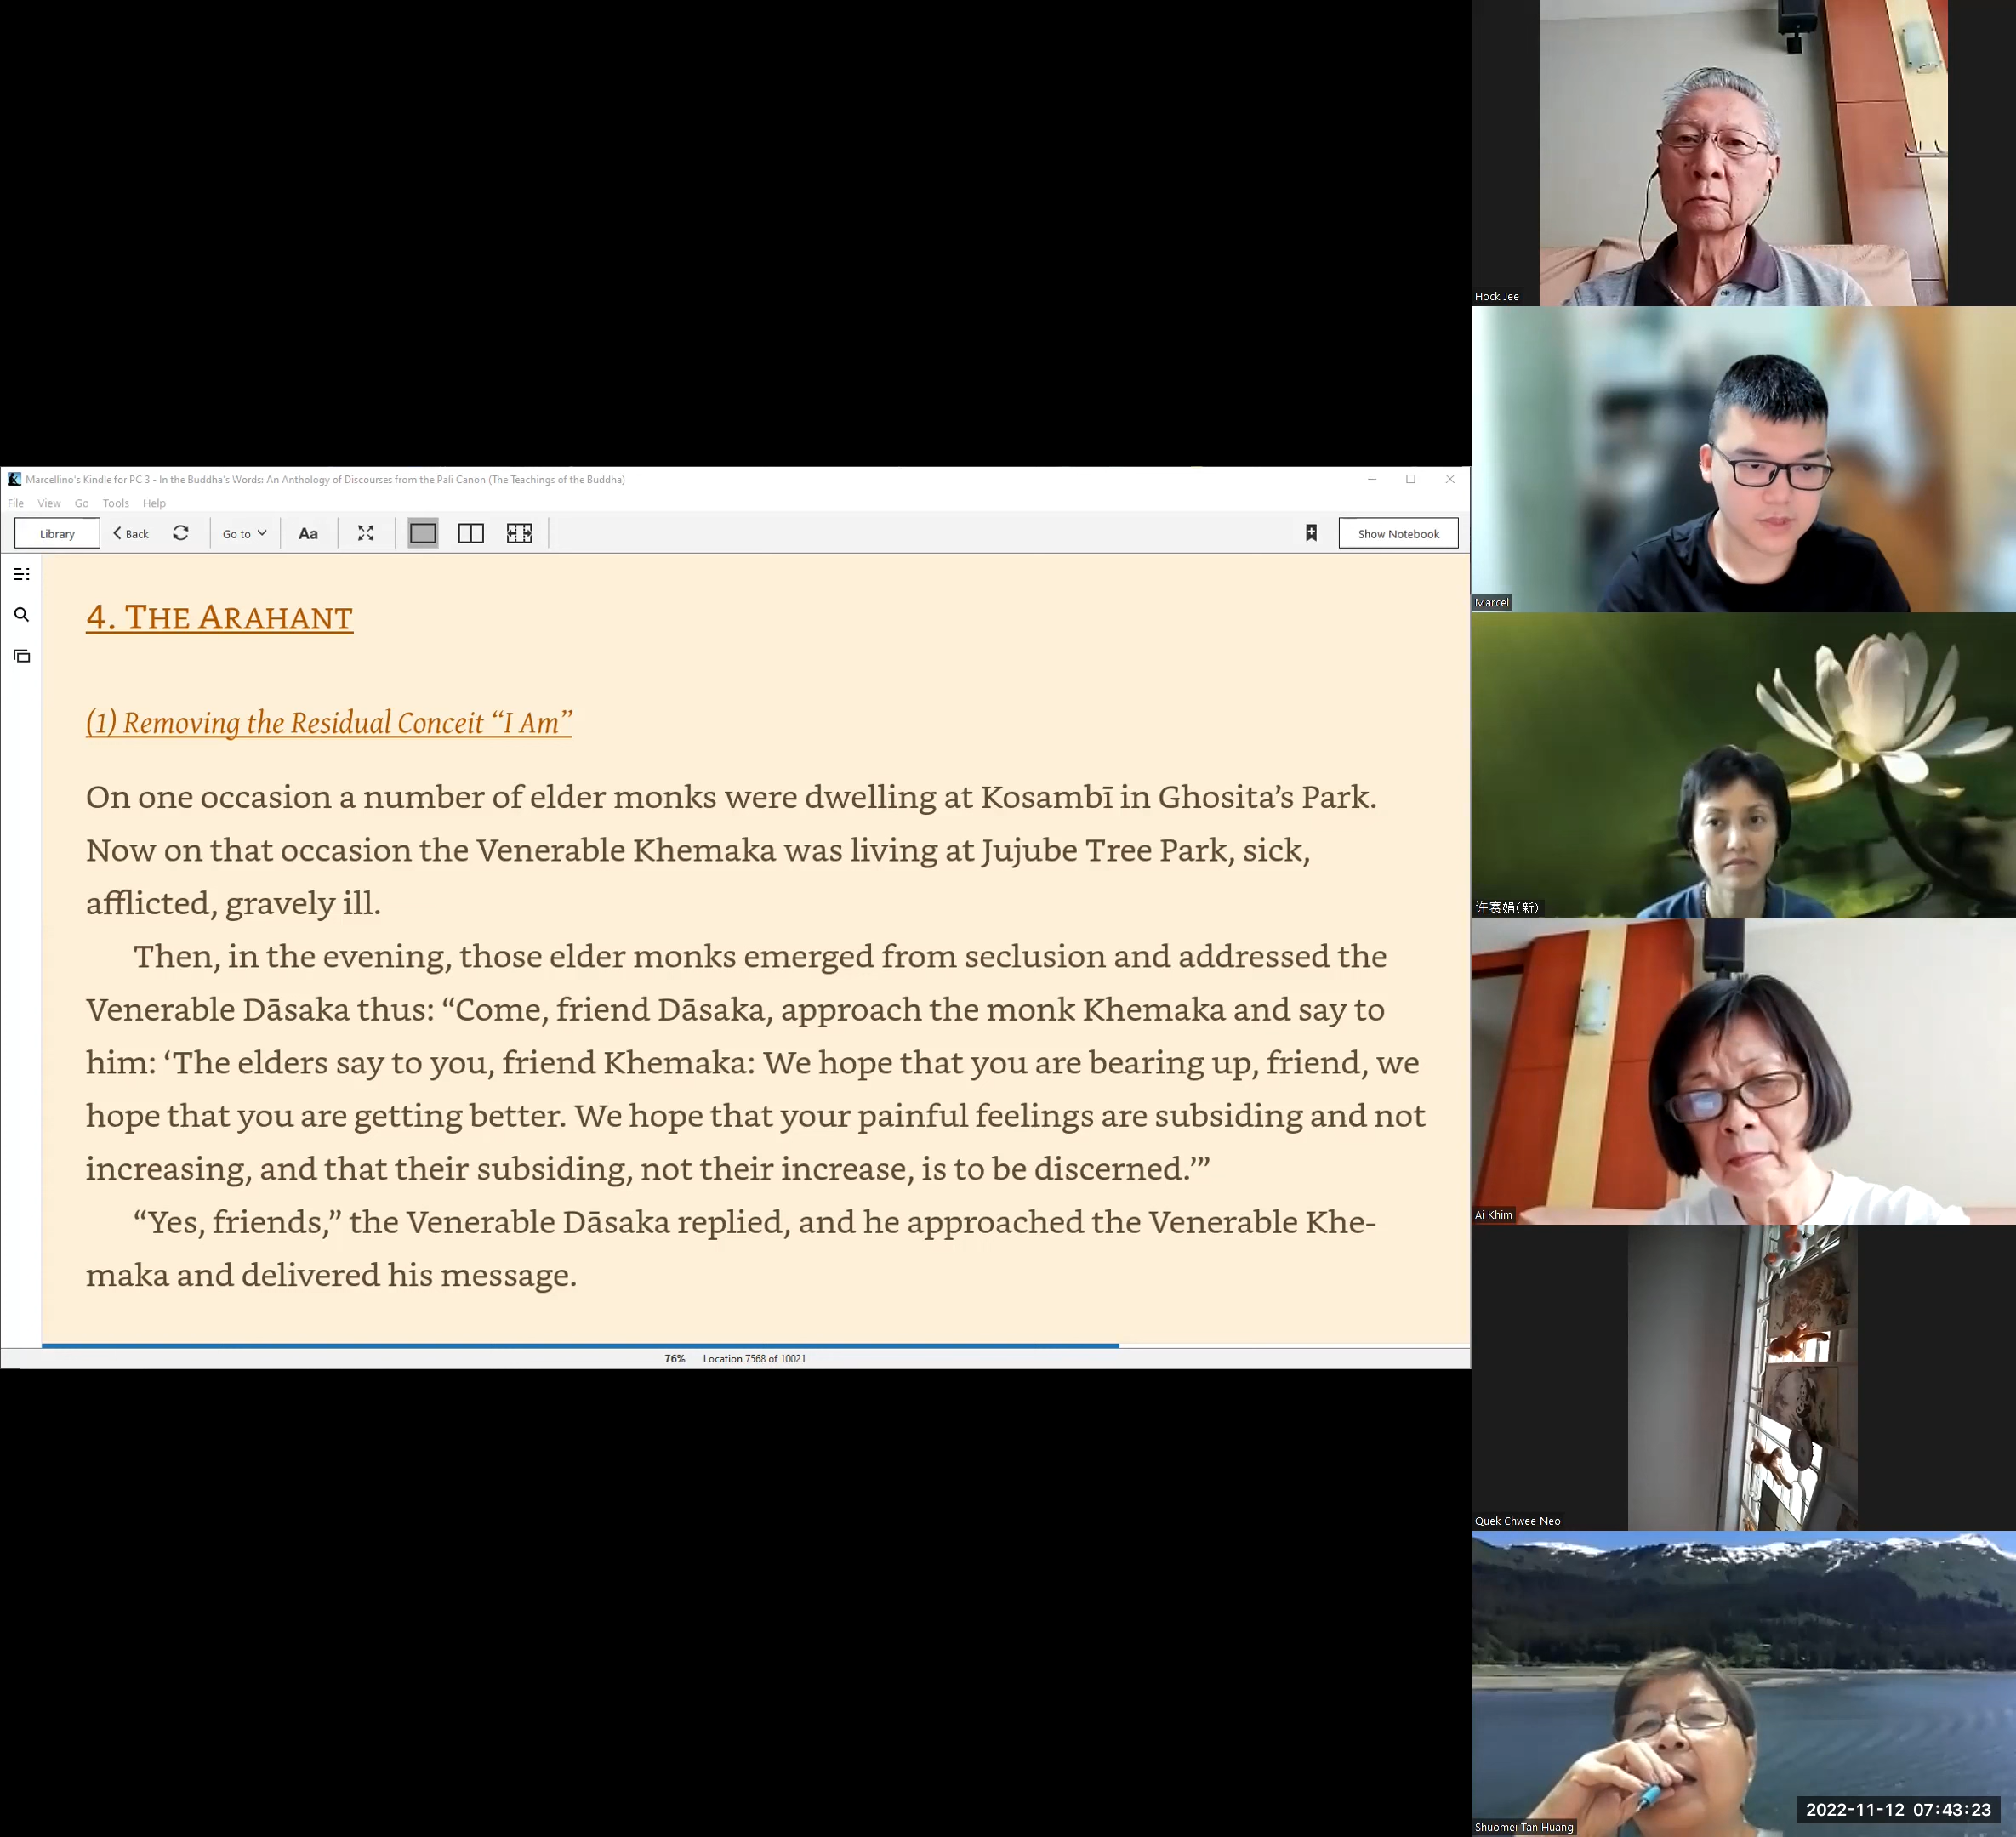 Marcellino's Kindle for PC 3 - In the Buddha's Words: An Anthology of Discourses from the Pali Canon (The Teachings of the Buddha)
File View Go Tools Help
Library Back Go to Aa Show Notebook
4. THE ARAHANT
(1) Removing the Residual Conceit “I Am”
On one occasion a number of elder monks were dwelling at Kosambī in Ghosita’s Park.
Now on that occasion the Venerable Khemaka was living at Jujube Tree Park, sick,
afflicted, gravely ill.
Then, in the evening, those elder monks emerged from seclusion and addressed the
Venerable Dāsaka thus: “Come, friend Dāsaka, approach the monk Khemaka and say to
him: ‘The elders say to you, friend Khemaka: We hope that you are bearing up, friend, we
hope that you are getting better. We hope that your painful feelings are subsiding and not
increasing, and that their subsiding, not their increase, is to be discerned.’”
“Yes, friends,” the Venerable Dāsaka replied, and he approached the Venerable Khe-
maka and delivered his message.
76% Location 7568 of 10021
Hock Jee
Marcel
许赛娟(新)
Ai Khim
Quek Chwee Neo
Shuomei Tan Huang
2022-11-12 07:43:23